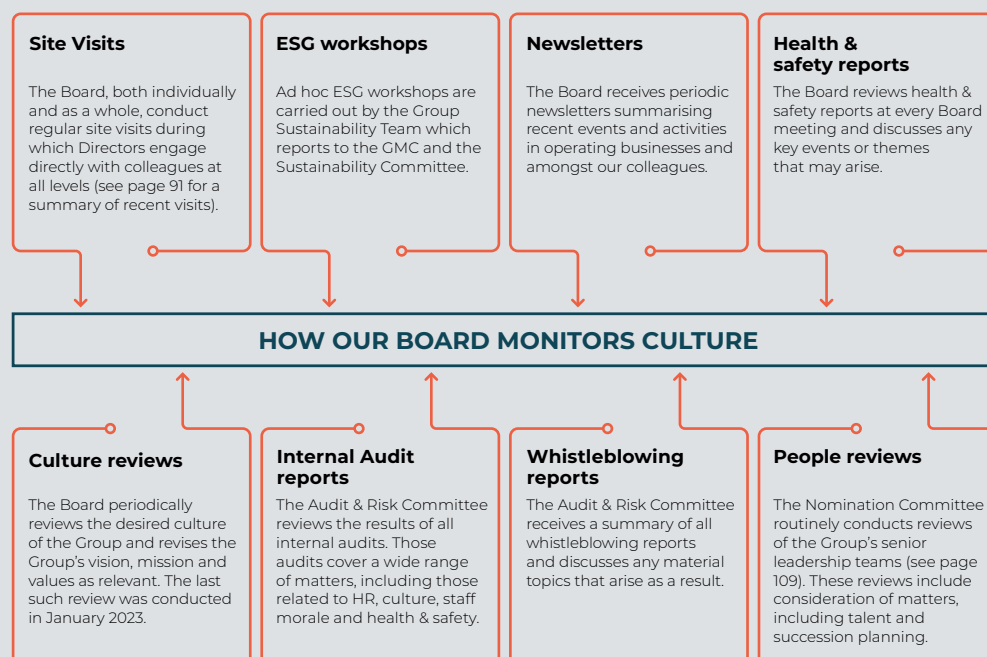 Site Visits
The Board, both individually
and as a whole, conduct
regular site visits during
which Directors engage
directly with colleagues at
all levels (see page 91 for a
summary of recent visits).
ESG workshops
Ad hoc ESG workshops are
carried out by the Group
Sustainability Team which
reports to the GMC and the
Sustainability Committee.
Newsletters
The Board receives periodic
newsletters summarising
recent events and activities
in operating businesses and
amongst our colleagues.
Health &
safety reports
The Board reviews health &
safety reports at every Board
meeting and discusses any
key events or themes
that may arise.
HOW OUR BOARD MONITORS CULTURE
Culture reviews
The Board periodically
reviews the desired culture
of the Group and revises the
Group's vision, mission and
values as relevant. The last
such review was conducted
in January 2023.
Internal Audit
reports
The Audit & Risk Committee
reviews the results of all
internal audits. Those
audits cover a wide range
of matters, including those
related to HR, culture, staff
morale and health & safety.
Whistleblowing
reports
The Audit & Risk Committee
receives a summary of all
whistleblowing reports
and discusses any material
topics that arise as a result.
People reviews
The Nomination Committee
routinely conducts reviews
of the Group's senior
leadership teams (see page
109). These reviews include
consideration of matters,
including talent and
succession planning.